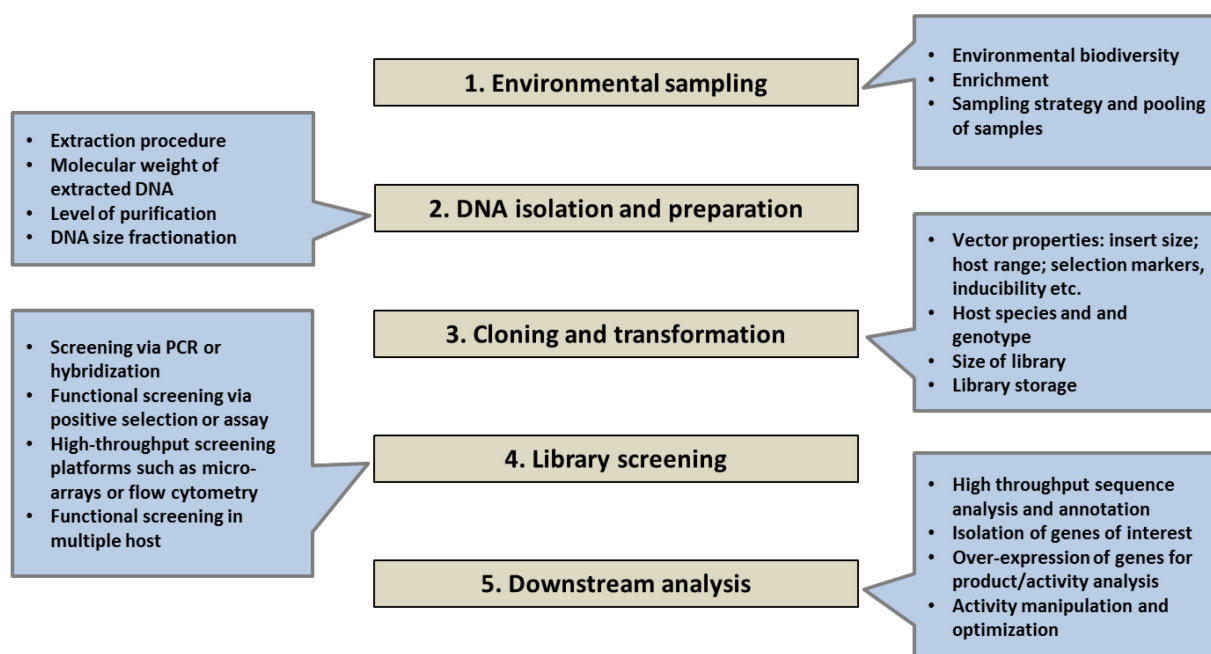 1. Environmental sampling
• Environmental biodiversity
• Enrichment
• Sampling strategy and pooling
of samples
2. DNA isolation and preparation
• Extraction procedure
• Molecular weight of
extracted DNA
• Level of purification
• DNA size fractionation
3. Cloning and transformation
• Vector properties: insert size;
host range; selection markers,
inducibility etc.
• Host species and and
genotype
• Size of library
• Library storage
4. Library screening
• Screening via PCR or
hybridization
• Functional screening via
positive selection or assay
• High-throughput screening
platforms such as micro-
arrays or flow cytometry
• Functional screening in
multiple host
5. Downstream analysis
• High throughput sequence
analysis and annotation
• Isolation of genes of interest
• Over-expression of genes for
product/activity analysis
• Activity manipulation and
optimization